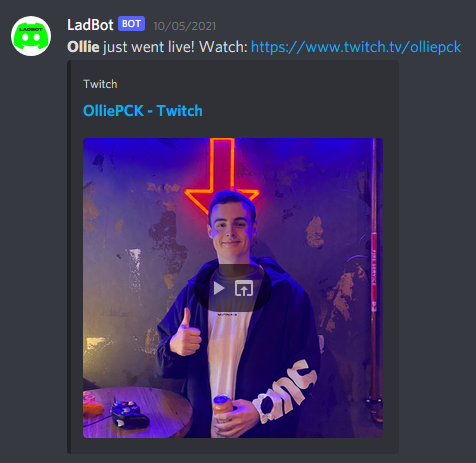 LADBOT
LadBot BOT 10/05/2021
Ollie just went live! Watch: https://www.twitch.tv/olliepck
Twitch
OlliePCK - Twitch